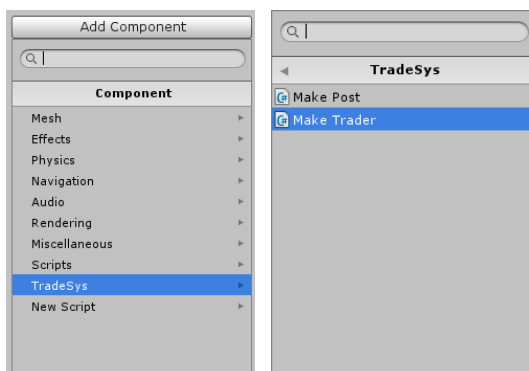 Add Component
Component
Mesh
Effects
Physics
Navigation
Audio
Rendering
Miscellaneous
Scripts
TradeSys
New Script
TradeSys
Make Post
Make Trader